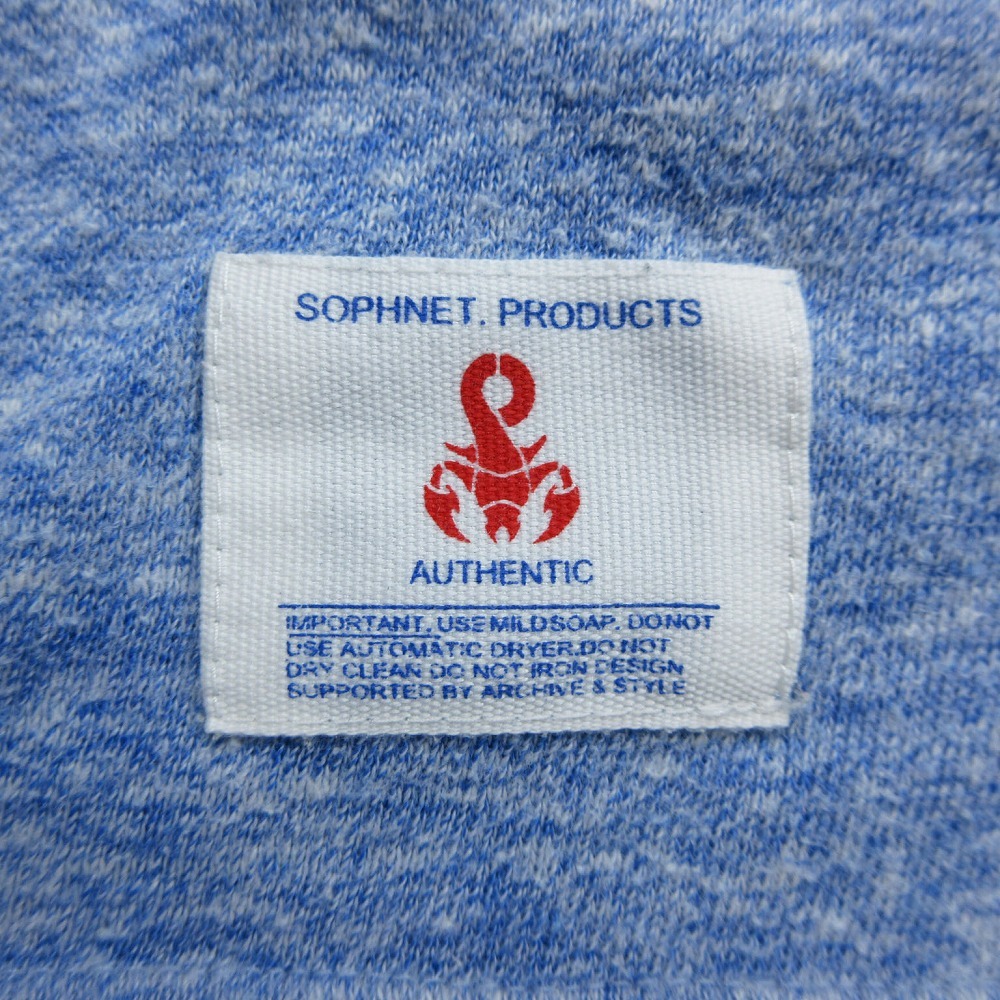 SOPHNET. PRODUCTS
AUTHENTIC
IMPORTANT. USE MILD SOAP. DO NOT
USE AUTOMATIC DRYER.DO NOT
DRY CLEAN DO NOT IRON DESIGN
SUPPORTED BY ARCHIVE & STYLE